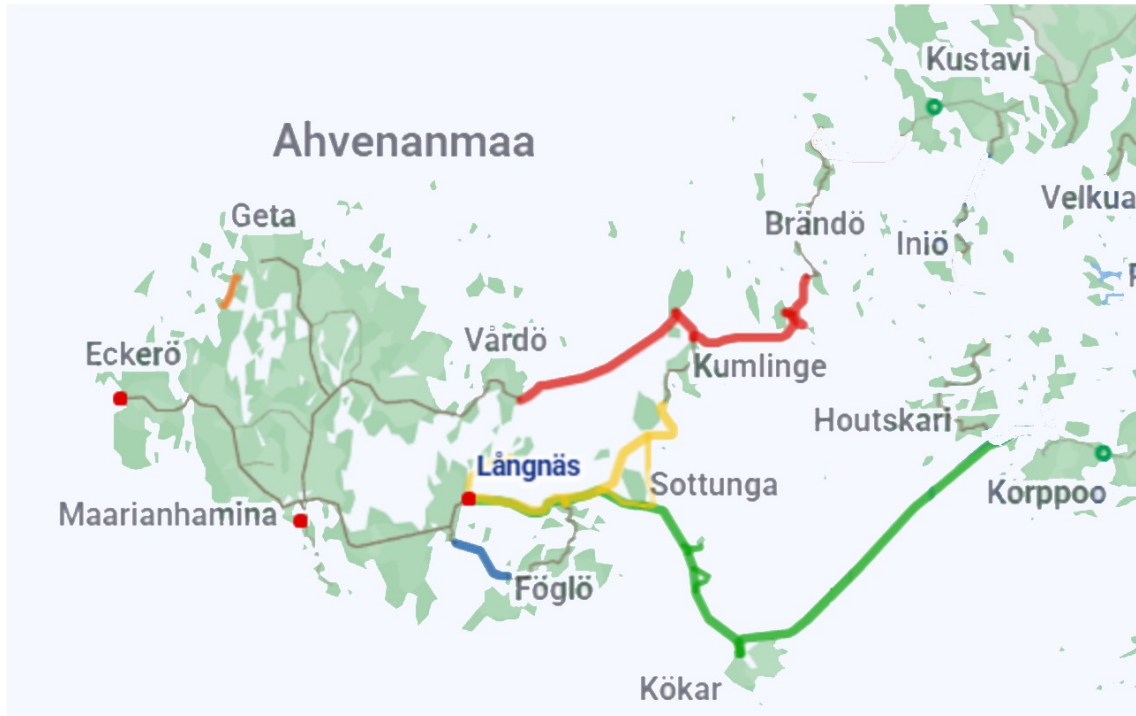 Kustavi
Ahvenanmaa
Velkua
Geta
Brändö
Iniö
Vårdö
Eckerö
Kumlinge
Houtskari
Långnäs
Sottunga
Korppoo
Maarianhamina
Föglö
Kökar